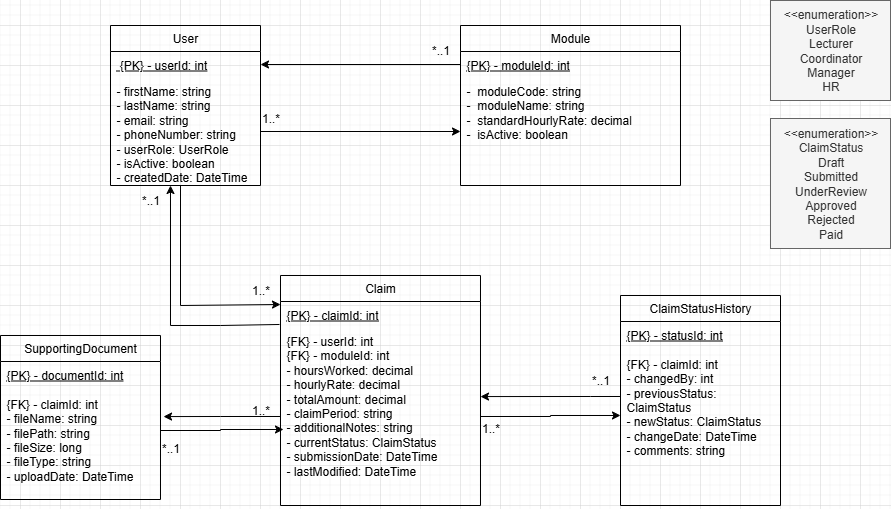 User
{PK} - userId: int
- firstName: string
- lastName: string
- email: string
- phoneNumber: string
- userRole: UserRole
- isActive: boolean
- createdDate: DateTime
*..1
1..*
Module
{PK} - moduleId: int
- moduleCode: string
- moduleName: string
- standardHourlyRate: decimal
- isActive: boolean
<<enumeration>>
UserRole
Lecturer
Coordinator
Manager
HR
<<enumeration>>
ClaimStatus
Draft
Submitted
UnderReview
Approved
Rejected
Paid
*..1
1..*
Claim
{PK} - claimId: int
{FK} - userId: int
{FK} - moduleId: int
- hoursWorked: decimal
- hourlyRate: decimal
- totalAmount: decimal
- claimPeriod: string
- additionalNotes: string
- currentStatus: ClaimStatus
- submissionDate: DateTime
- lastModified: DateTime
ClaimStatusHistory
{PK} - statusId: int
{FK} - claimId: int
- changedBy: int
- previousStatus:
ClaimStatus
- newStatus: ClaimStatus
- changeDate: DateTime
- comments: string
*..1
1..*
SupportingDocument
{PK} - documentId: int
{FK} - claimId: int
- fileName: string
- filePath: string
- fileSize: long
- fileType: string
- uploadDate: DateTime
1..*
*..1